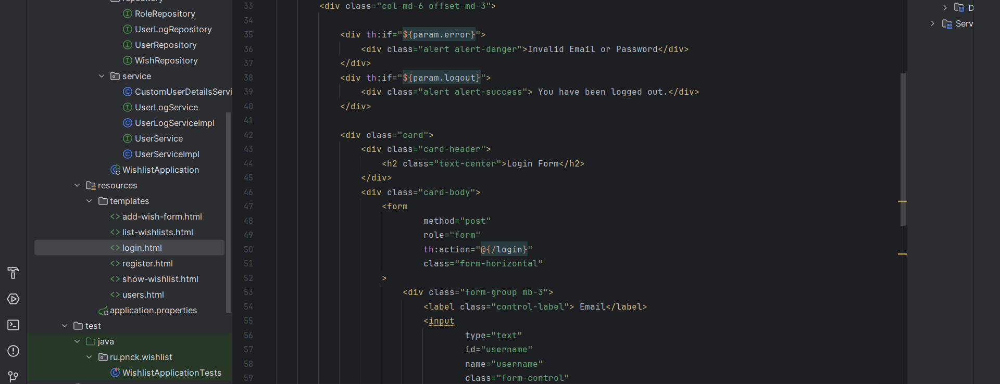 repository
RoleRepository
UserLogRepository
UserRepository
WishRepository
service
CustomUserDetailsServi
UserLogService
UserLogServiceImpl
UserService
UserServiceImpl
WishlistApplication
resources
templates
add-wish-form.html
list-wishlists.html
login.html
register.html
show-wishlist.html
users.html
application.properties
test
java
ru.pnck.wishlist
WishlistApplicationTests
33 <div class="col-md-6 offset-md-3">
34
35 <div th:if="${param.error}">
36 <div class="alert alert-danger">Invalid Email or Password</div>
37 </div>
38 <div th:if="${param.logout}">
39 <div class="alert alert-success"> You have been logged out.</div>
40 </div>
41
42 <div class="card">
43 <div class="card-header">
44 <h2 class="text-center">Login Form</h2>
45 </div>
46 <div class="card-body">
47 <form
48 method="post"
49 role="form"
50 th:action="@{/login}"
51 class="form-horizontal"
52 >
53 <div class="form-group mb-3">
54 <label class="control-label"> Email</label>
55 <input
56 type="text"
57 id="username"
58 name="username"
59 class="form-control"
D
Serv